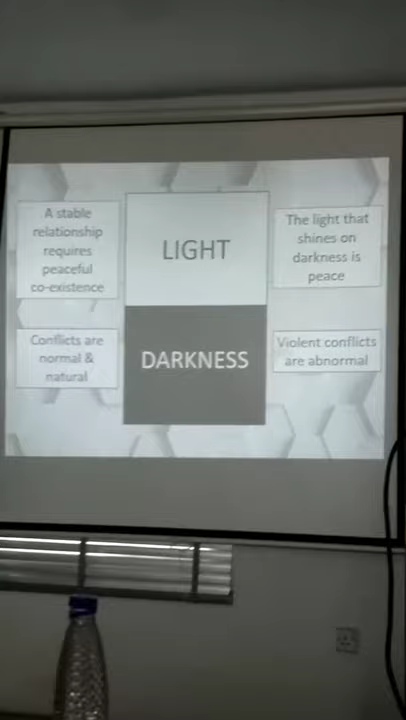 A stable
relationship
requires
peaceful
co-existence
LIGHT
The light that
shines on
darkness is
peace
Conflicts are
normal &
natural
DARKNESS
Violent conflicts
are abnormal